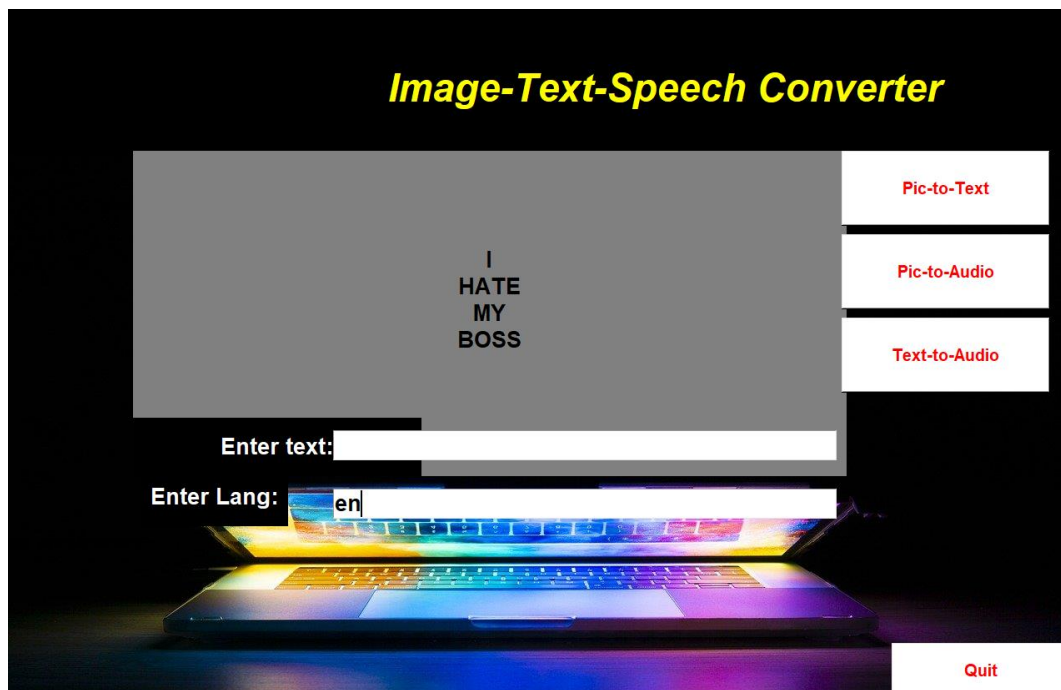 Image-Text-Speech Converter
Pic-to-Text
Pic-to-Audio
Text-to-Audio
I
HATE
MY
BOSS
Enter text:
Enter Lang: en
Quit